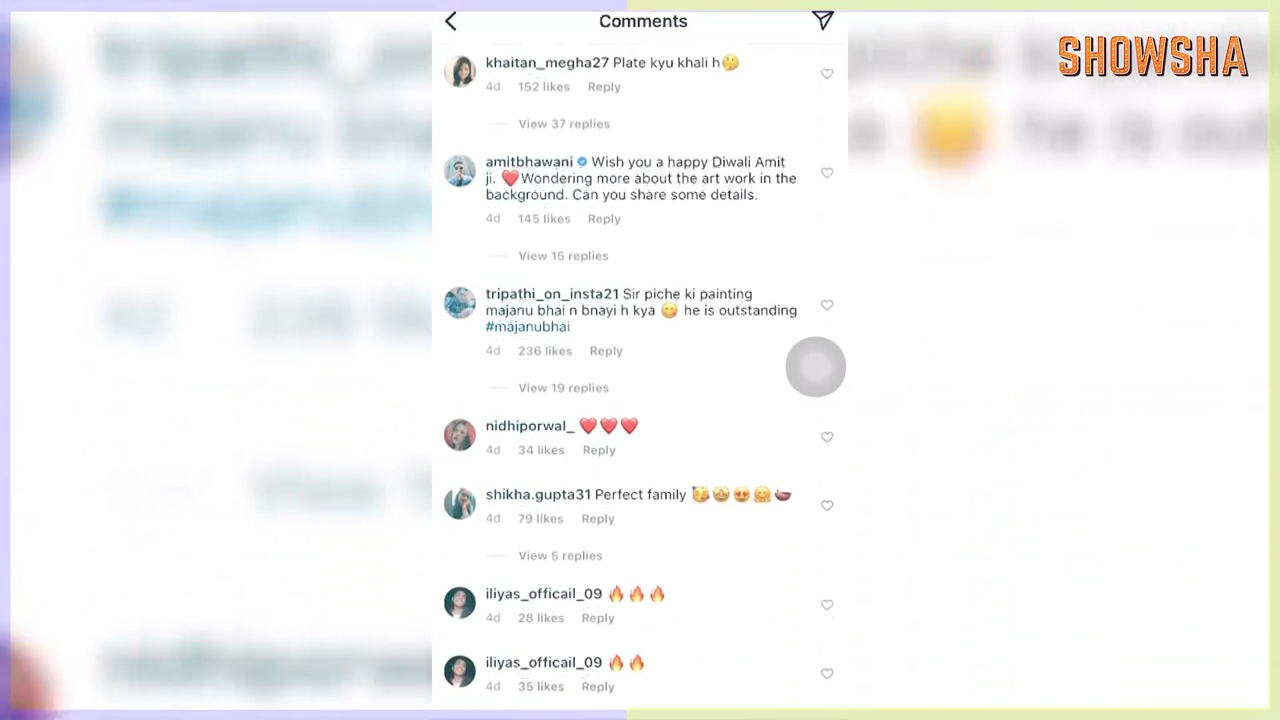 Comments
SHOWSHA
khaitan_megha27 Plate kyu khali h🤔
4d 152 likes Reply
View 37 replies
amitbhawani Wish you a happy Diwali Amit
ji. ❤️Wondering more about the art work in the
background. Can you share some details.
4d 145 likes Reply
View 15 replies
tripathi_on_insta21 Sir piche ki painting
majanu bhai n bnayi h kya 😋 he is outstanding
#majanubhai
4d 236 likes Reply
View 19 replies
nidhiporwal_ ❤️❤️❤️
4d 34 likes Reply
shikha.gupta31 Perfect family 🥳🤩😍🤗🪔
4d 79 likes Reply
View 5 replies
iliyas_officail_09 🔥🔥🔥
4d 28 likes Reply
iliyas_officail_09 🔥🔥
4d 35 likes Reply